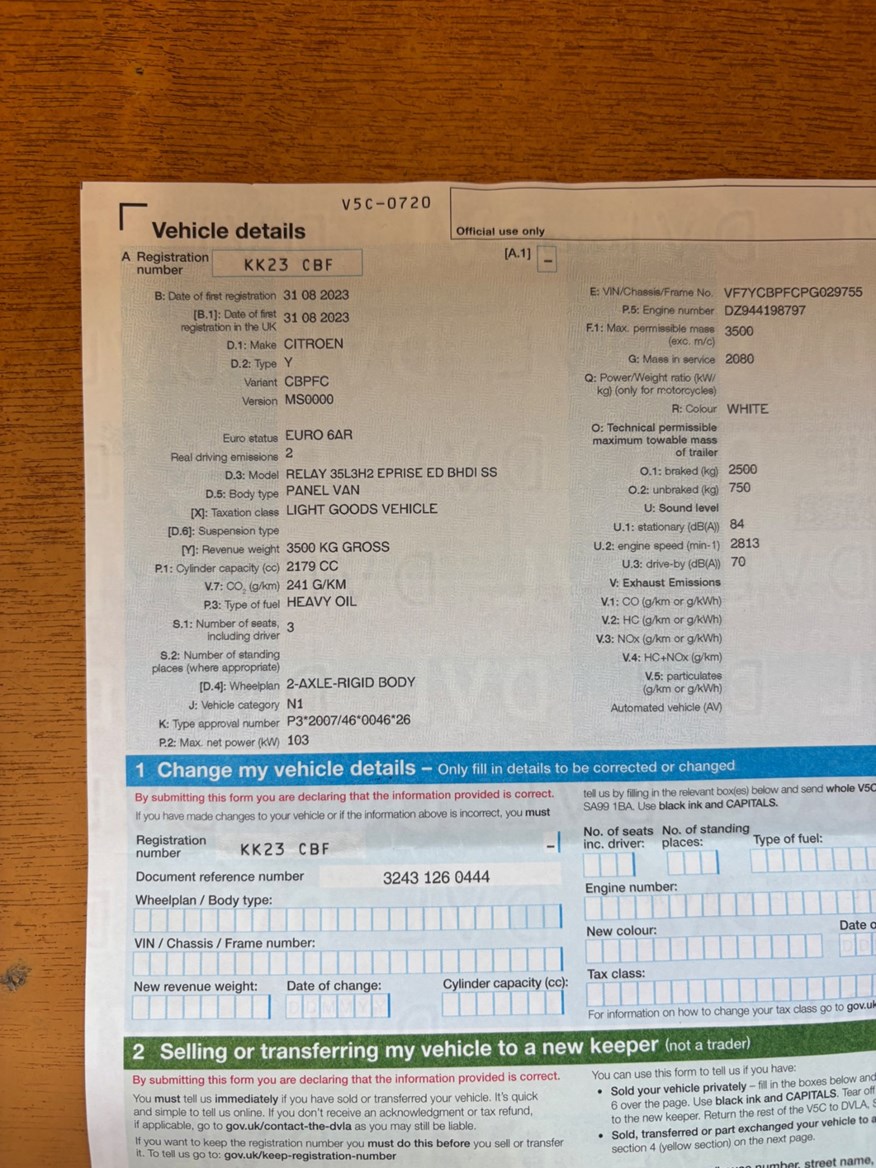 V5C-0720
Vehicle details
Official use only
A Registration number KK23 CBF
[A.1] –
B: Date of first registration 31 08 2023
[B.1]: Date of first registration in the UK 31 08 2023
D.1: Make CITROEN
D.2: Type Y
Variant CBPFC
Version MS0000
Euro status EURO 6AR
Real driving emissions 2
D.3: Model RELAY 35L3H2 EPRISE ED BHDI SS
D.5: Body type PANEL VAN
[X]: Taxation class LIGHT GOODS VEHICLE
[D.6]: Suspension type
[Y]: Revenue weight 3500 KG GROSS
P.1: Cylinder capacity (cc) 2179 CC
V.7: CO₂ (g/km) 241 G/KM
P.3: Type of fuel HEAVY OIL
S.1: Number of seats, including driver 3
S.2: Number of standing places (where appropriate)
[D.4]: Wheelplan 2-AXLE-RIGID BODY
J: Vehicle category N1
K: Type approval number P3*2007/46*0046*26
P.2: Max. net power (kW) 103
E: VIN/Chassis/Frame No. VF7YCBPFCPG029755
P.5: Engine number DZ944198797
F.1: Max. permissible mass (exc. m/c) 3500
G: Mass in service 2080
Q: Power/Weight ratio (kW/kg) (only for motorcycles)
R: Colour WHITE
O: Technical permissible maximum towable mass of trailer
O.1: braked (kg) 2500
O.2: unbraked (kg) 750
U: Sound level
U.1: stationary (dB(A)) 84
U.2: engine speed (min-1) 2813
U.3: drive-by (dB(A)) 70
V: Exhaust Emissions
V.1: CO (g/km or g/kWh)
V.2: HC (g/km or g/kWh)
V.3: NOx (g/km or g/kWh)
V.4: HC+NOx (g/km)
V.5: particulates (g/km or g/kWh)
Automated vehicle (AV)
1 Change my vehicle details – Only fill in details to be corrected or changed
By submitting this form you are declaring that the information provided is correct.
If you have made changes to your vehicle or if the information above is incorrect, you must
tell us by filling in the relevant box(es) below and send whole V5C
SA99 1BA. Use black ink and CAPITALS.
Registration number KK23 CBF –
Document reference number 3243 126 0444
Wheelplan / Body type:
VIN / Chassis / Frame number:
New revenue weight: Date of change: Cylinder capacity (cc):
No. of seats inc. driver: No. of standing places: Type of fuel:
Engine number:
New colour: Date o
Tax class:
For information on how to change your tax class go to gov.uk
2 Selling or transferring my vehicle to a new keeper (not a trader)
By submitting this form you are declaring that the information provided is correct.
You must tell us immediately if you have sold or transferred your vehicle. It's quick
and simple to tell us online. If you don't receive an acknowledgment or tax refund,
if applicable, go to gov.uk/contact-the-dvla as you may still be liable.
If you want to keep the registration number you must do this before you sell or transfer
it. To tell us go to: gov.uk/keep-registration-number
You can use this form to tell us if you have:
• Sold your vehicle privately – fill in the boxes below and
6 over the page. Use black ink and CAPITALS. Tear off
to the new keeper. Return the rest of the V5C to DVLA, S
• Sold, transferred or part exchanged your vehicle to a
section 4 (yellow section) on the next page.
number, street name,